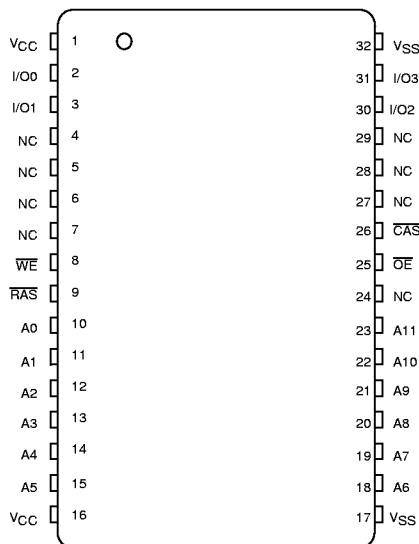 VCC 1 32 VSS
I/O0 2 31 I/O3
I/O1 3 30 I/O2
NC 4 29 NC
NC 5 28 NC
NC 6 27 NC
NC 7 26 CAS
WE 8 25 OE
RAS 9 24 NC
A0 10 23 A11
A1 11 22 A10
A2 12 21 A9
A3 13 20 A8
A4 14 19 A7
A5 15 18 A6
VCC 16 17 VSS